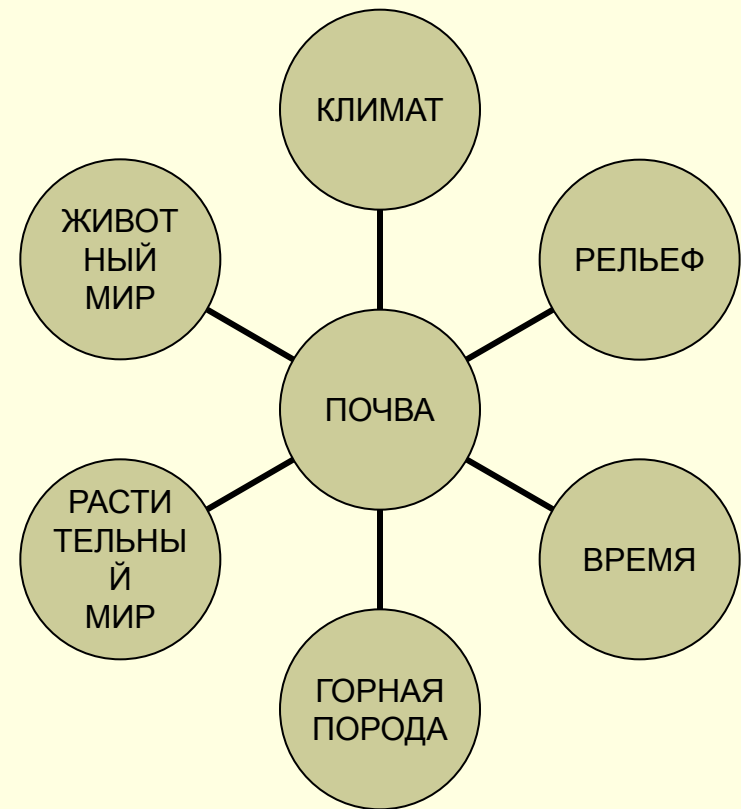 КЛИМАТ
ЖИВОТ
НЫЙ
МИР
РЕЛЬЕФ
ПОЧВА
РАСТИ
ТЕЛЬНЫ
Й
МИР
ВРЕМЯ
ГОРНАЯ
ПОРОДА